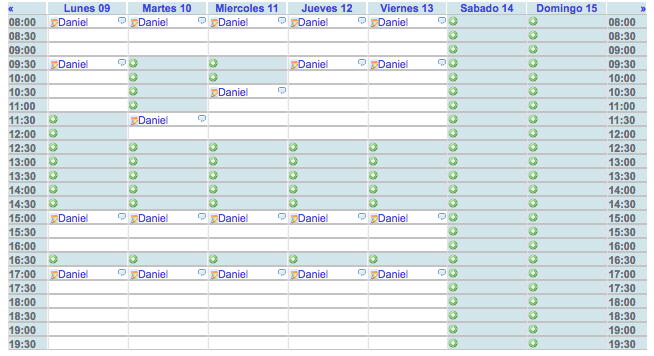 « Lunes 09 Martes 10 Miercoles 11 Jueves 12 Viernes 13 Sabado 14 Domingo 15 »
08:00 Daniel Daniel Daniel Daniel Daniel 08:00
08:30 08:30
09:00 09:00
09:30 Daniel Daniel Daniel 09:30
10:00 10:00
10:30 Daniel 10:30
11:00 11:00
11:30 Daniel 11:30
12:00 12:00
12:30 12:30
13:00 13:00
13:30 13:30
14:00 14:00
14:30 14:30
15:00 Daniel Daniel Daniel Daniel Daniel 15:00
15:30 15:30
16:00 16:00
16:30 16:30
17:00 Daniel Daniel Daniel Daniel Daniel 17:00
17:30 17:30
18:00 18:00
18:30 18:30
19:00 19:00
19:30 19:30